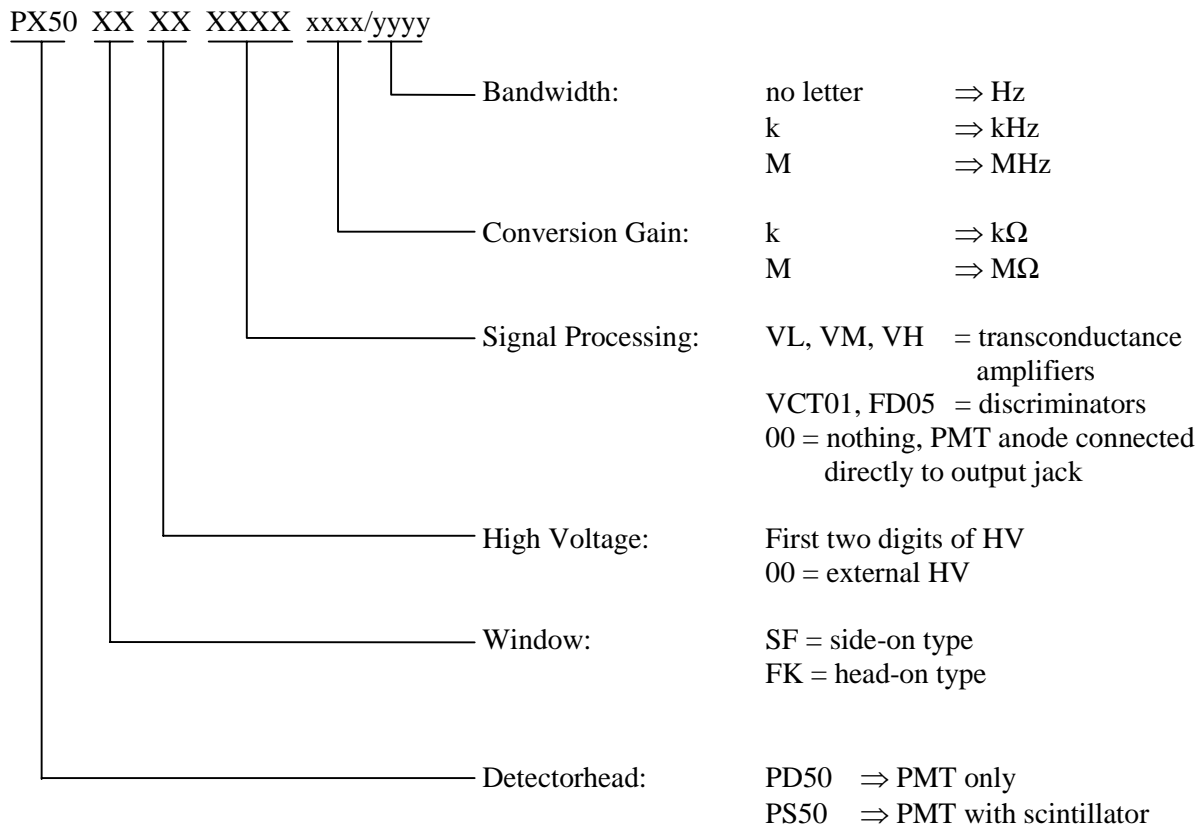 PX50 XX XX XXXX xxxx/yyyy
Bandwidth: no letter ⇒ Hz
k ⇒ kHz
M ⇒ MHz
Conversion Gain: k ⇒ kΩ
M ⇒ MΩ
Signal Processing: VL, VM, VH = transconductance
amplifiers
VCT01, FD05 = discriminators
00 = nothing, PMT anode connected
directly to output jack
High Voltage: First two digits of HV
00 = external HV
Window: SF = side-on type
FK = head-on type
Detectorhead: PD50 ⇒ PMT only
PS50 ⇒ PMT with scintillator